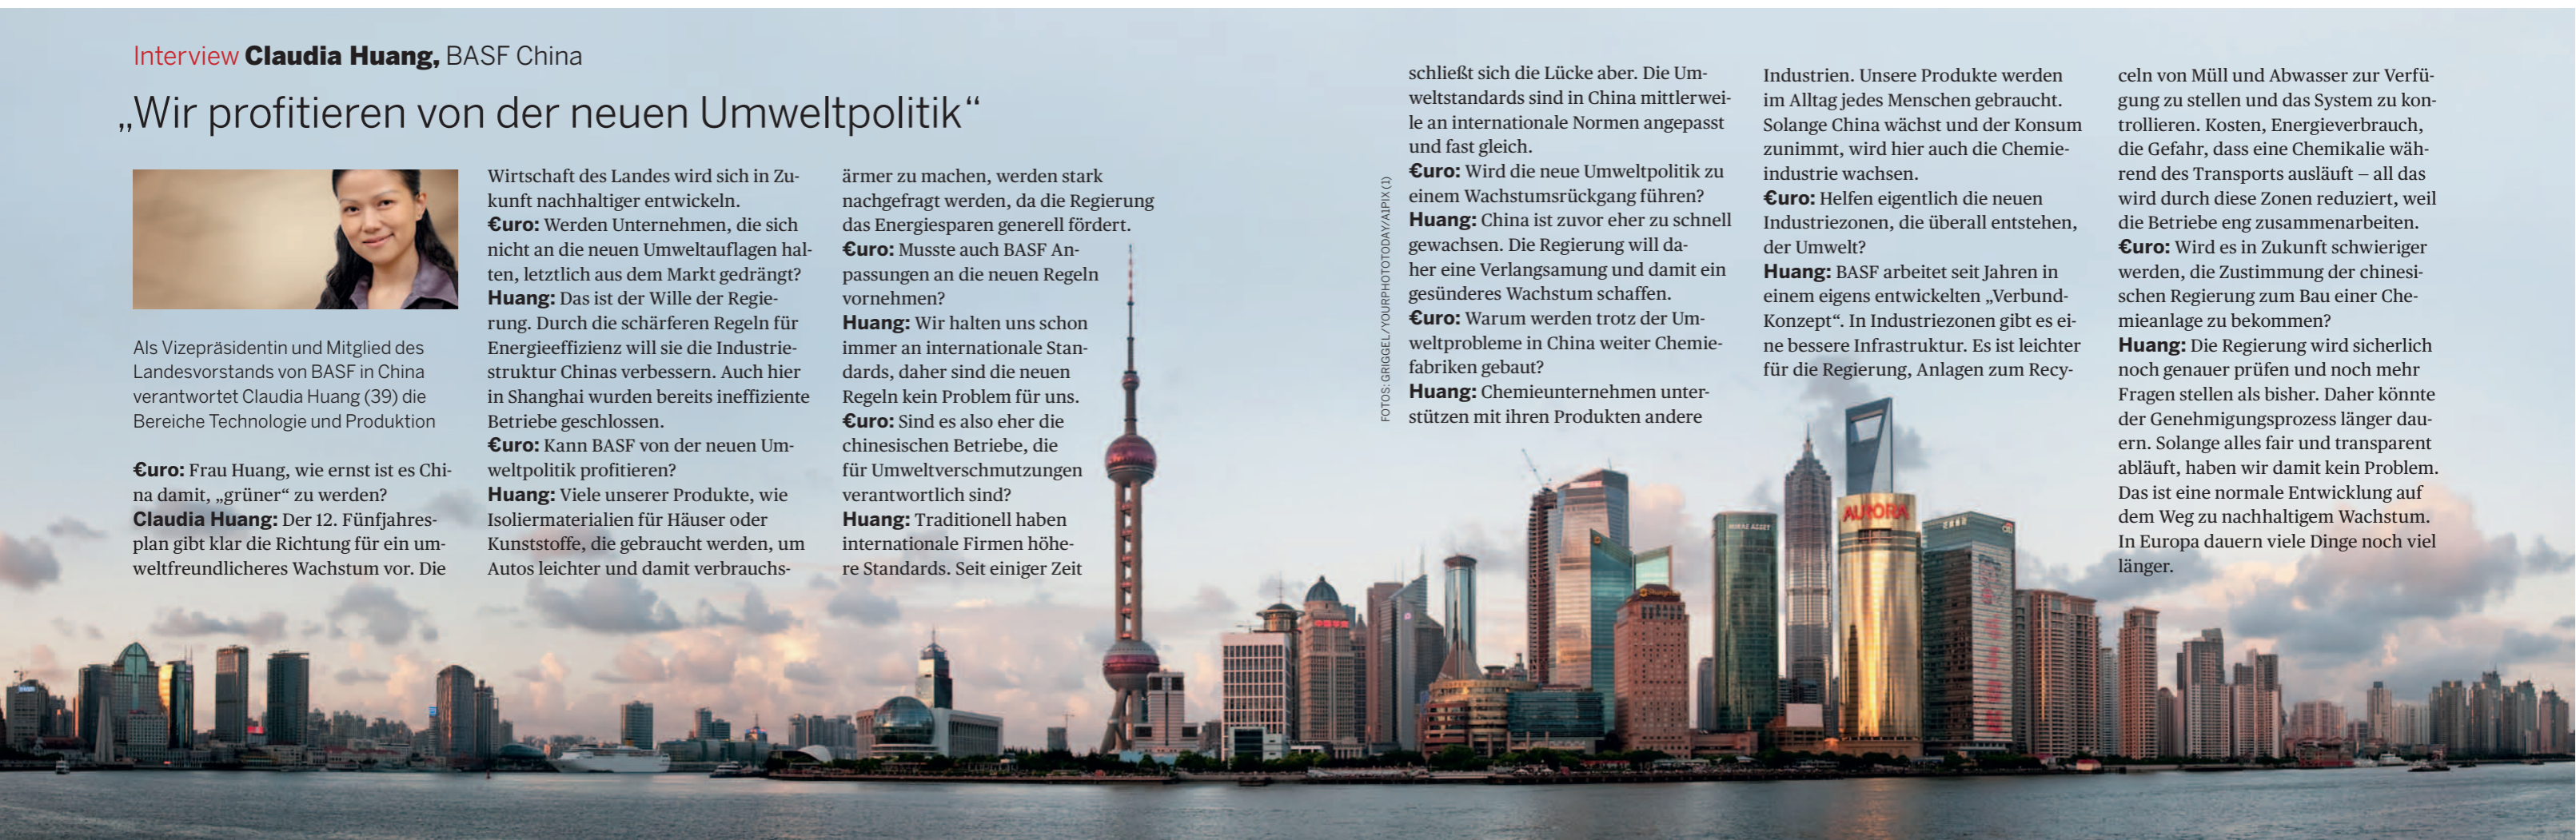 Interview Claudia Huang, BASF China
„Wir profitieren von der neuen Umweltpolitik“
Als Vizepräsidentin und Mitglied des
Landesvorstands von BASF in China
verantwortet Claudia Huang (39) die
Bereiche Technologie und Produktion
€uro: Frau Huang, wie ernst ist es Chi-
na damit, „grüner“ zu werden?
Claudia Huang: Der 12. Fünfjahres-
plan gibt klar die Richtung für ein um-
weltfreundlicheres Wachstum vor. Die
Wirtschaft des Landes wird sich in Zu-
kunft nachhaltiger entwickeln.
€uro: Werden Unternehmen, die sich
nicht an die neuen Umweltauflagen hal-
ten, letztlich aus dem Markt gedrängt?
Huang: Das ist der Wille der Regie-
rung. Durch die schärferen Regeln für
Energieeffizienz will sie die Industrie-
struktur Chinas verbessern. Auch hier
in Shanghai wurden bereits ineffiziente
Betriebe geschlossen.
€uro: Kann BASF von der neuen Um-
weltpolitik profitieren?
Huang: Viele unserer Produkte, wie
Isoliermaterialien für Häuser oder
Kunststoffe, die gebraucht werden, um
Autos leichter und damit verbrauchs-
ärmer zu machen, werden stark
nachgefragt werden, da die Regierung
das Energiesparen generell fördert.
€uro: Musste auch BASF An-
passungen an die neuen Regeln
vornehmen?
Huang: Wir halten uns schon
immer an internationale Stan-
dards, daher sind die neuen
Regeln kein Problem für uns.
€uro: Sind es also eher die
chinesischen Betriebe, die
für Umweltverschmutzungen
verantwortlich sind?
Huang: Traditionell haben
internationale Firmen höhe-
re Standards. Seit einiger Zeit
FOTOS: GRIGGEL/YOURPHOTOTODAY/A1PIX (1)
schließt sich die Lücke aber. Die Um-
weltstandards sind in China mittlerwei-
le an internationale Normen angepasst
und fast gleich.
€uro: Wird die neue Umweltpolitik zu
einem Wachstumsrückgang führen?
Huang: China ist zuvor eher zu schnell
gewachsen. Die Regierung will da-
her eine Verlangsamung und damit ein
gesünderes Wachstum schaffen.
€uro: Warum werden trotz der Um-
weltprobleme in China weiter Chemie-
fabriken gebaut?
Huang: Chemieunternehmen unter-
stützen mit ihren Produkten andere
Industrien. Unsere Produkte werden
im Alltag jedes Menschen gebraucht.
Solange China wächst und der Konsum
zunimmt, wird hier auch die Chemie-
industrie wachsen.
€uro: Helfen eigentlich die neuen
Industriezonen, die überall entstehen,
der Umwelt?
Huang: BASF arbeitet seit Jahren in
einem eigens entwickelten „Verbund-
Konzept“. In Industriezonen gibt es ei-
ne bessere Infrastruktur. Es ist leichter
für die Regierung, Anlagen zum Recy-
celn von Müll und Abwasser zur Verfü-
gung zu stellen und das System zu kon-
trollieren. Kosten, Energieverbrauch,
die Gefahr, dass eine Chemikalie wäh-
rend des Transports ausläuft – all das
wird durch diese Zonen reduziert, weil
die Betriebe eng zusammenarbeiten.
€uro: Wird es in Zukunft schwieriger
werden, die Zustimmung der chinesi-
schen Regierung zum Bau einer Che-
mieanlage zu bekommen?
Huang: Die Regierung wird sicherlich
noch genauer prüfen und noch mehr
Fragen stellen als bisher. Daher könnte
der Genehmigungsprozess länger dau-
ern. Solange alles fair und transparent
abläuft, haben wir damit kein Problem.
Das ist eine normale Entwicklung auf
dem Weg zu nachhaltigem Wachstum.
In Europa dauern viele Dinge noch viel
länger.
MIRAE ASSET
AURORA
citi